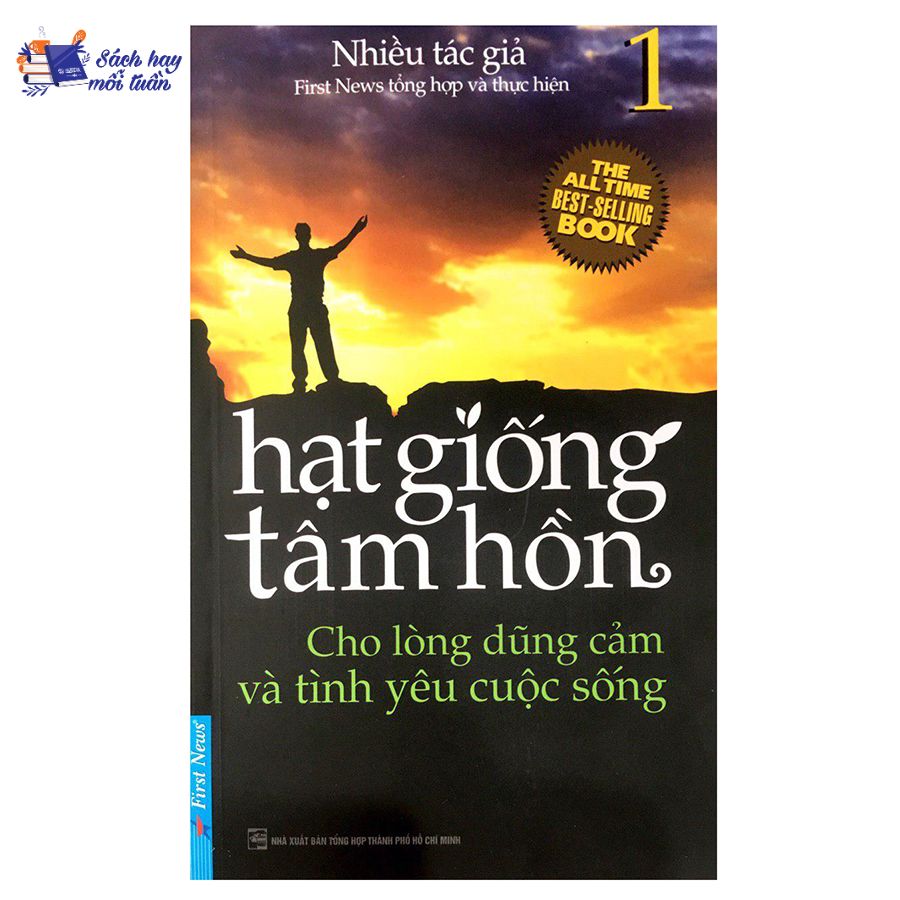 Sách hay
mỗi tuần
Nhiều tác giả
1
First News tổng hợp và thực hiện
THE
ALL TIME
BEST-SELLING
BOOK
hạt giống
tâm hồn
Cho lòng dũng cảm
và tình yêu cuộc sống
First News
NHÀ XUẤT BẢN TỔNG HỢP THÀNH PHỐ HỒ CHÍ MINH